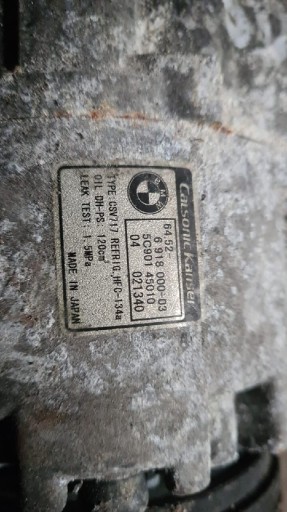 BMW
Calsonic Kansei
64.52
6 918 000-03
5C901 45010
04 021340
TYPE CSV717 REFRIG.HFC-134a
OIL DH-PS: 120cm³
LEAK TEST: 1.5MPa
MADE IN JAPAN